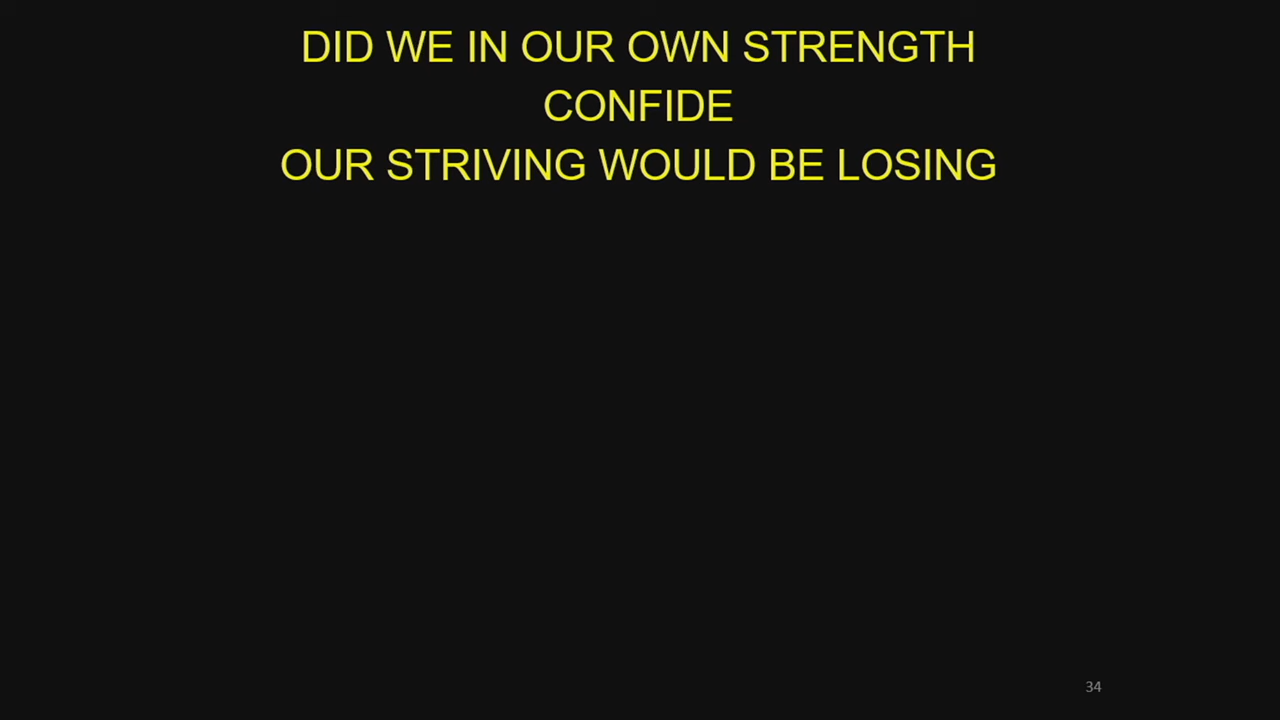 DID WE IN OUR OWN STRENGTH
CONFIDE
OUR STRIVING WOULD BE LOSING
34